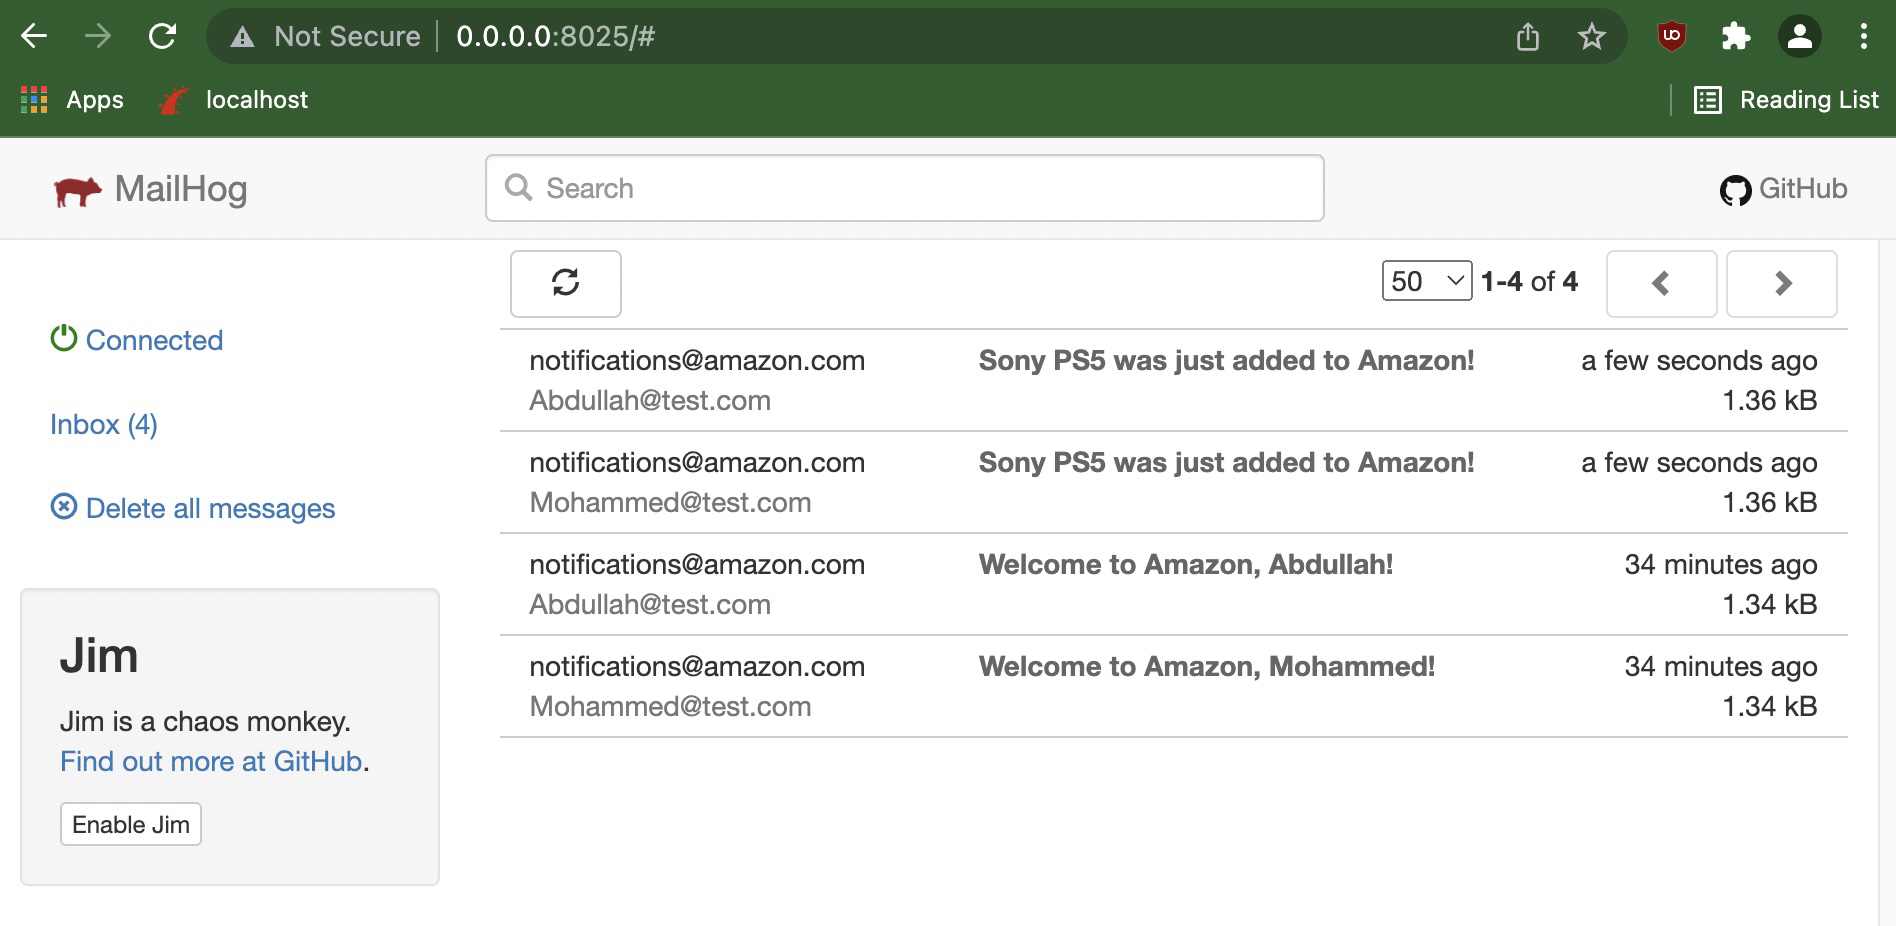 Not Secure 0.0.0.0:8025/#
Apps localhost Reading List
MailHog Search GitHub
50 1-4 of 4
Connected
Inbox (4)
Delete all messages
Jim
Jim is a chaos monkey.
Find out more at GitHub.
Enable Jim
notifications@amazon.com Sony PS5 was just added to Amazon! a few seconds ago
Abdullah@test.com 1.36 kB
notifications@amazon.com Sony PS5 was just added to Amazon! a few seconds ago
Mohammed@test.com 1.36 kB
notifications@amazon.com Welcome to Amazon, Abdullah! 34 minutes ago
Abdullah@test.com 1.34 kB
notifications@amazon.com Welcome to Amazon, Mohammed! 34 minutes ago
Mohammed@test.com 1.34 kB